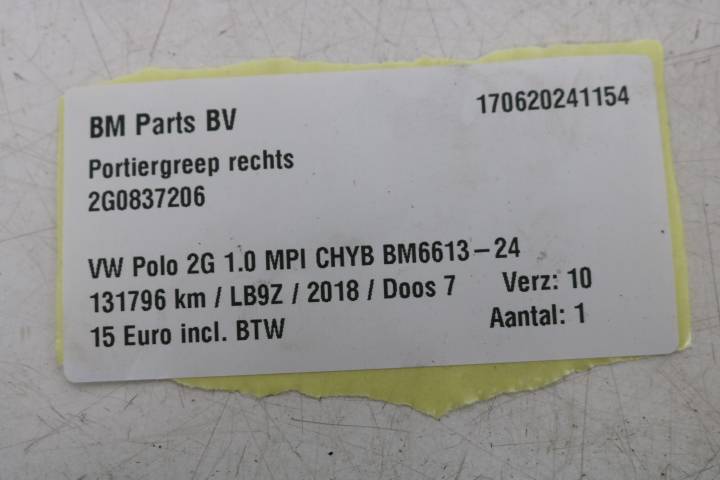 BM Parts BV 170620241154
Portiergreep rechts
2G0837206
VW Polo 2G 1.0 MPI CHYB BM6613-24
131796 km / LB9Z / 2018 / Doos 7 Verz: 10
15 Euro incl. BTW Aantal: 1